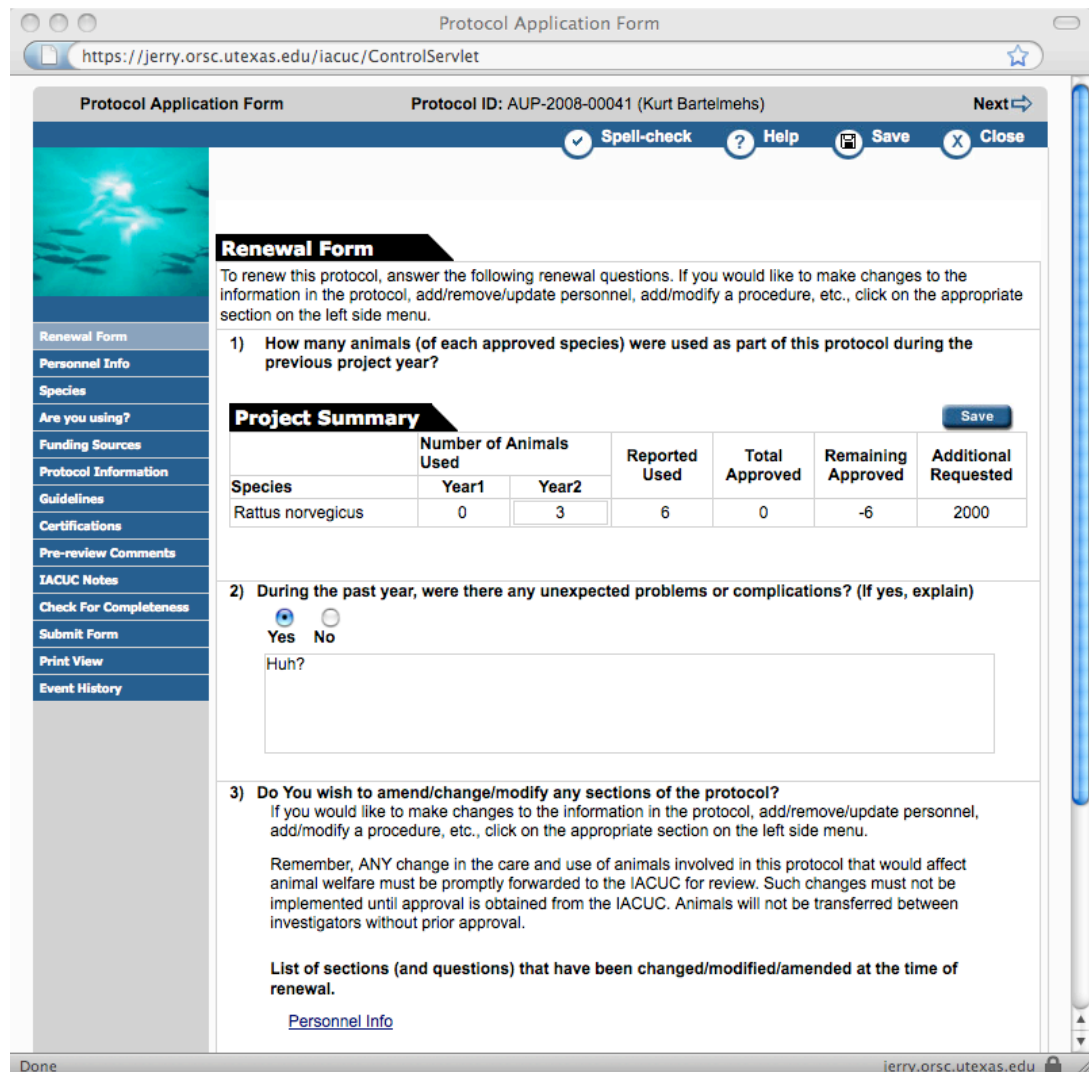 Protocol Application Form
https://jerry.orsc.utexas.edu/iacuc/ControlServlet
Protocol Application Form Protocol ID: AUP-2008-00041 (Kurt Bartelmehs) Next
Spell-check ? Help Save X Close
Renewal Form
Personnel Info
Species
Are you using?
Funding Sources
Protocol Information
Guidelines
Certifications
Pre-review Comments
IACUC Notes
Check For Completeness
Submit Form
Print View
Event History
Renewal Form
To renew this protocol, answer the following renewal questions. If you would like to make changes to the
information in the protocol, add/remove/update personnel, add/modify a procedure, etc., click on the appropriate
section on the left side menu.
1) How many animals (of each approved species) were used as part of this protocol during the
previous project year?
Project Summary Save
Number of Animals
Used Reported
Used Total
Approved Remaining
Approved Additional
Requested
Species Year1 Year2
Rattus norvegicus 0 3 6 0 -6 2000
2) During the past year, were there any unexpected problems or complications? (If yes, explain)
Yes No
Huh?
3) Do You wish to amend/change/modify any sections of the protocol?
If you would like to make changes to the information in the protocol, add/remove/update personnel,
add/modify a procedure, etc., click on the appropriate section on the left side menu.
Remember, ANY change in the care and use of animals involved in this protocol that would affect
animal welfare must be promptly forwarded to the IACUC for review. Such changes must not be
implemented until approval is obtained from the IACUC. Animals will not be transferred between
investigators without prior approval.
List of sections (and questions) that have been changed/modified/amended at the time of
renewal.
Personnel Info
Done jerry.orsc.utexas.edu